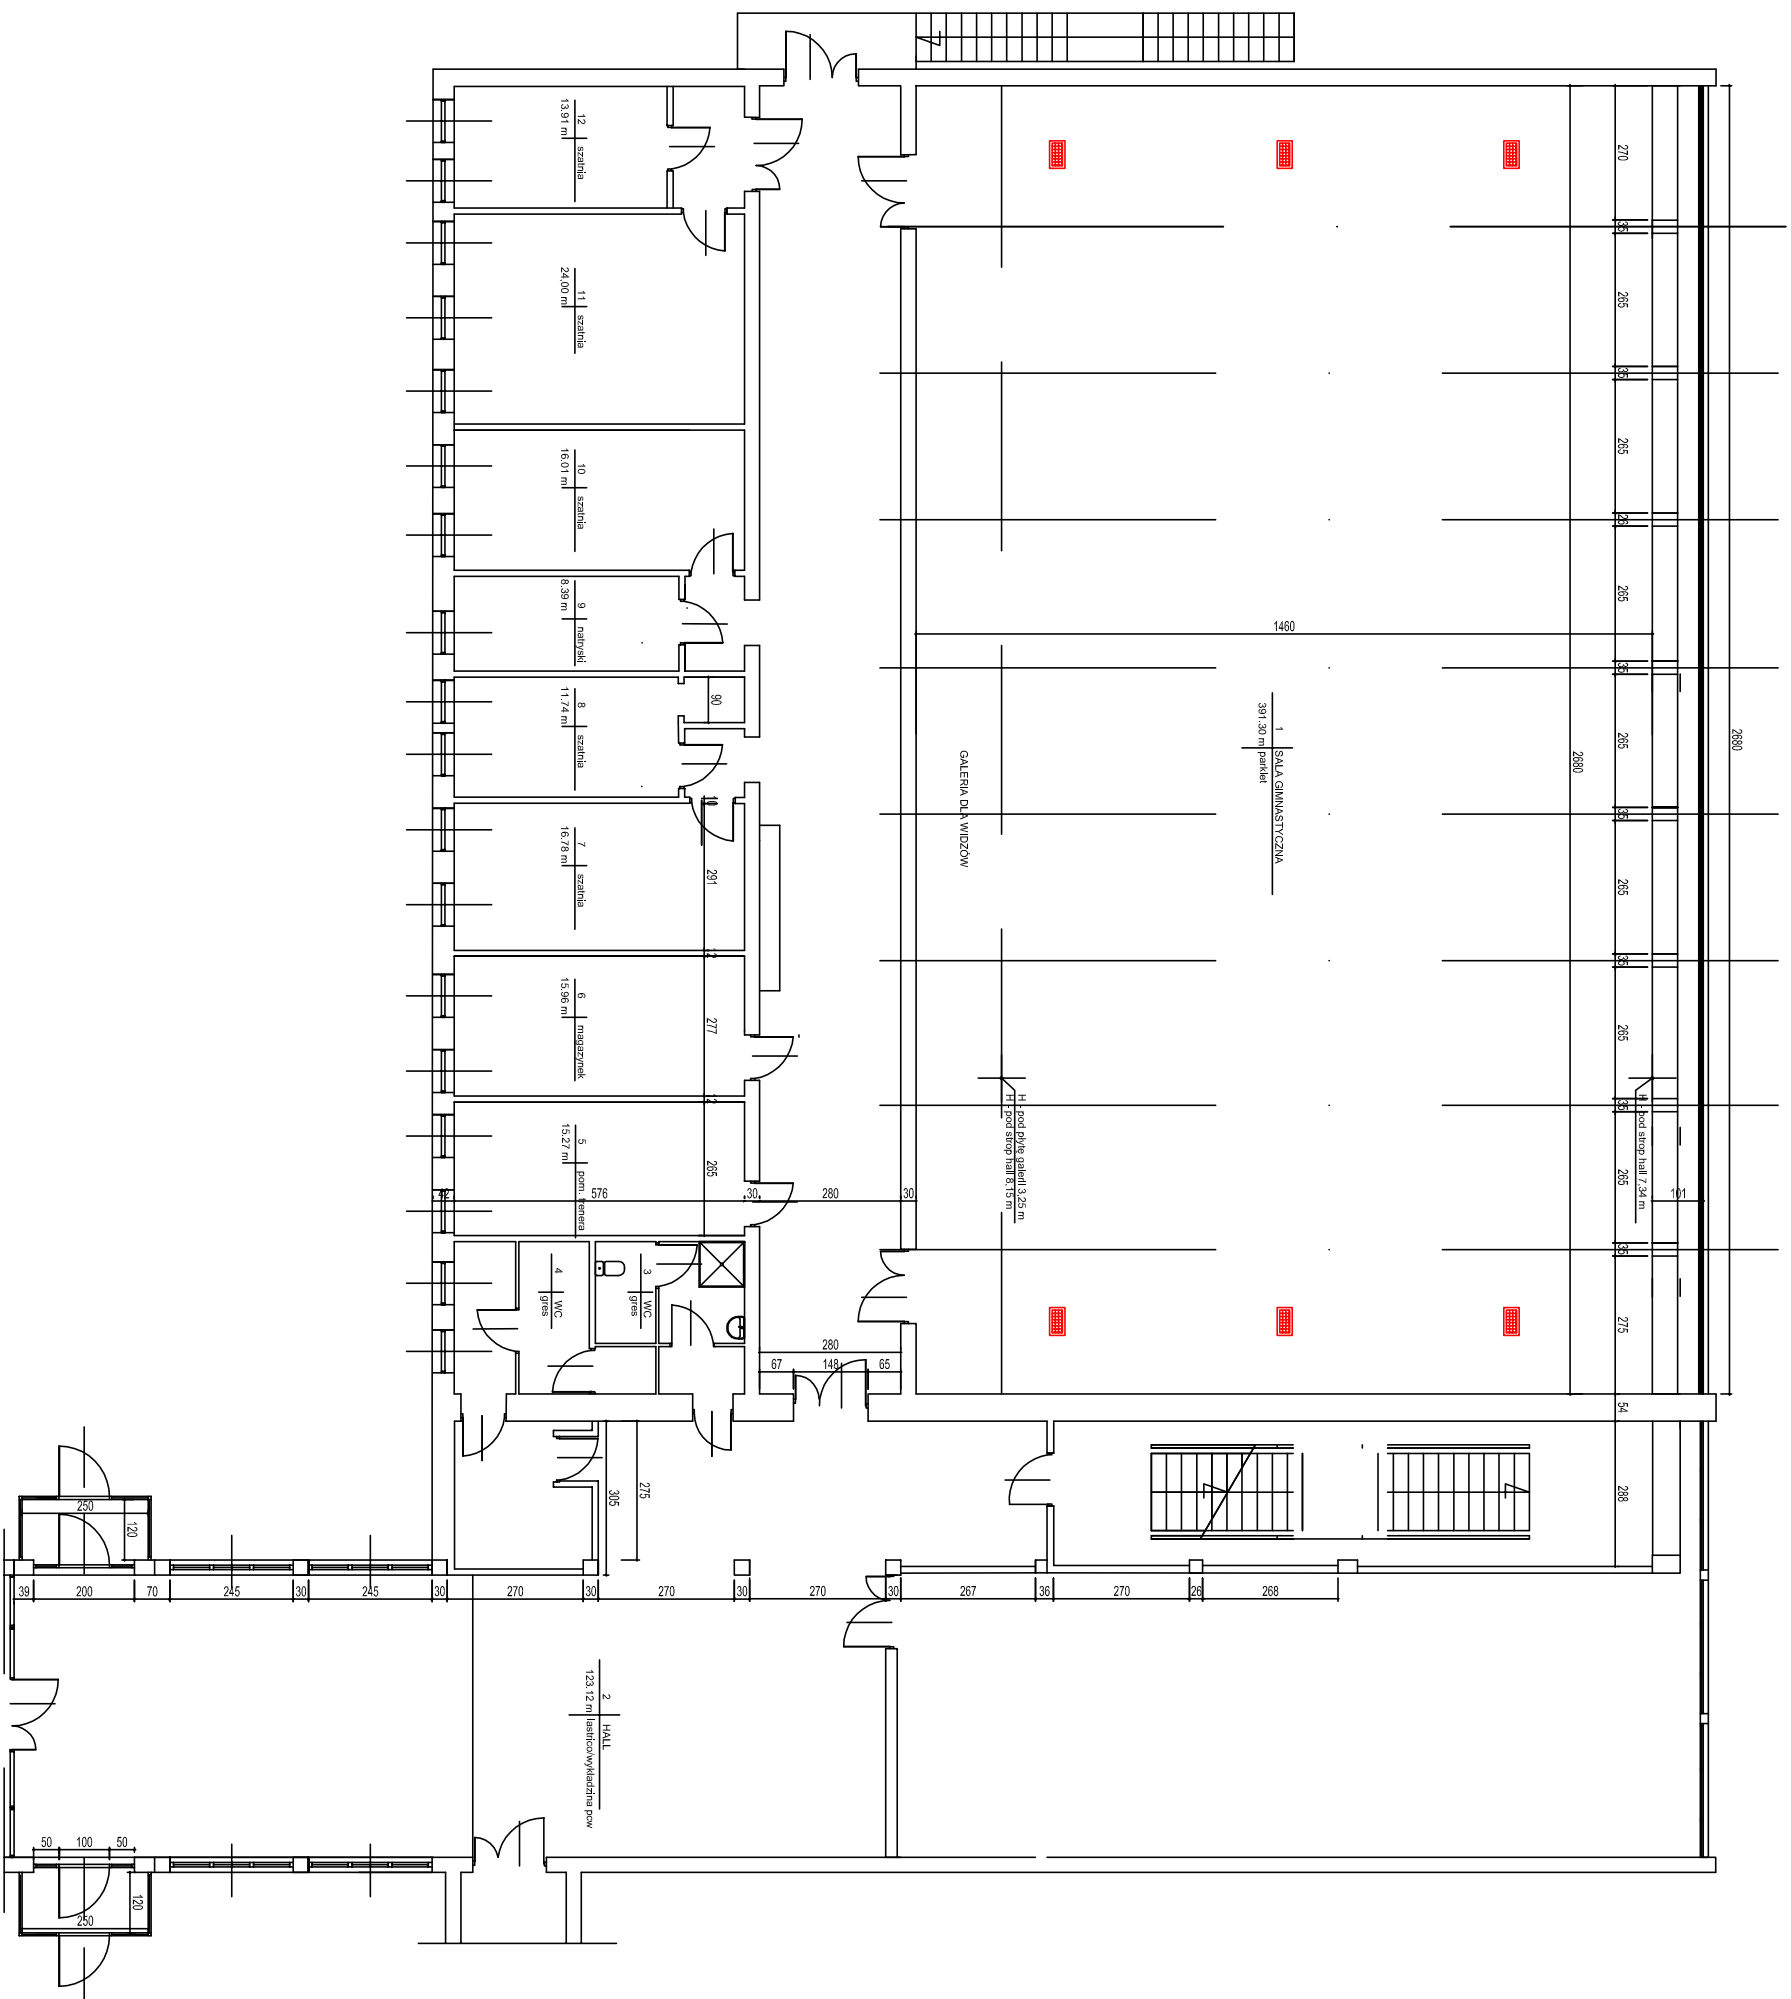 12
szatnia
13.91 m
11
szatnia
24,00 m
10
szatnia
16.01 m
9
natryski
8.39 m
8
szatnia
11.74 m
7
szatnia
16.78 m
6
magazynek
15.96 m
5
pom. trenera
15.27 m
4
WC
gres
3
WC
gres
1
SALA GIMNASTYCZNA
391.30 m
parkiet
GALERIA DLA WIDZÓW
H - pod płytę galerii 3,25 m
H - pod strop hall 8,15 m
H - pod strop hall 7,34 m
2
HALL
123.12 m
lastrico/wykładzina pcw
270
35
265
35
265
26
265
35
265
35
265
35
265
35
265
35
275
54
288
2680
2680
1460
90
10
291
12
277
12
265
42
576
30
280
30
101
280
67
148
65
305
275
250
120
39
200
70
245
30
245
30
270
30
270
30
270
30
267
36
270
26
268
50
100
50
120
250